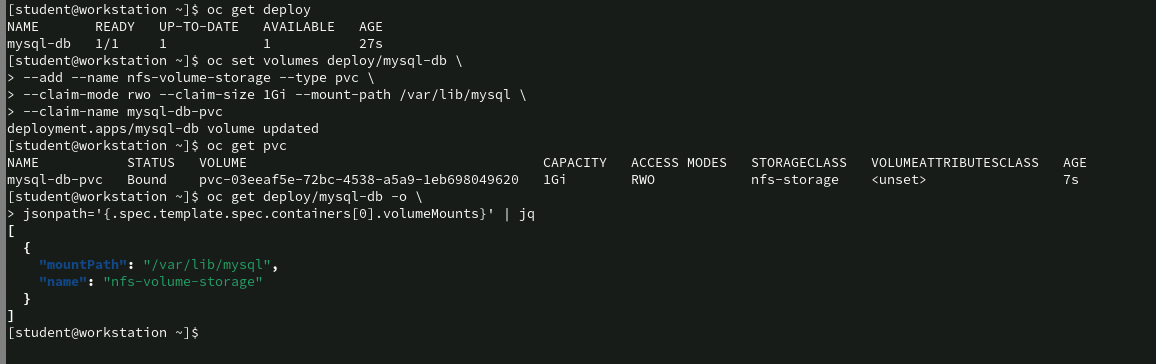 [student@workstation ~]$ oc get deploy
NAME       READY   UP-TO-DATE   AVAILABLE   AGE
mysql-db   1/1     1            1           27s
[student@workstation ~]$ oc set volumes deploy/mysql-db \
> --add --name nfs-volume-storage --type pvc \
> --claim-mode rwo --claim-size 1Gi --mount-path /var/lib/mysql \
> --claim-name mysql-db-pvc
deployment.apps/mysql-db volume updated
[student@workstation ~]$ oc get pvc
NAME           STATUS   VOLUME                                     CAPACITY   ACCESS MODES   STORAGECLASS   VOLUMEATTRIBUTESCLASS   AGE
mysql-db-pvc   Bound    pvc-03eeaf5e-72bc-4538-a5a9-1eb698049620   1Gi        RWO            nfs-storage    <unset>                 7s
[student@workstation ~]$ oc get deploy/mysql-db -o \
> jsonpath='{.spec.template.spec.containers[0].volumeMounts}' | jq
[
  {
    "mountPath": "/var/lib/mysql",
    "name": "nfs-volume-storage"
  }
]
[student@workstation ~]$